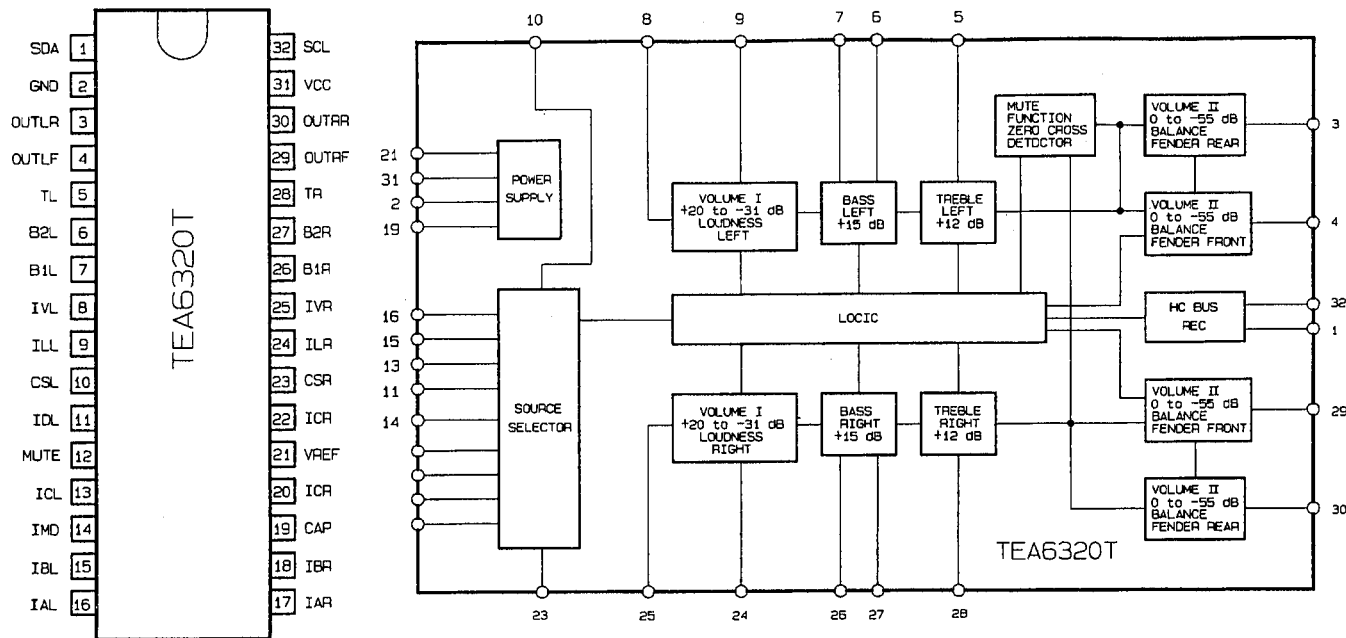 SDA 1
GND 2
OUTLR 3
OUTLF 4
TL 5
B2L 6
B1L 7
IVL 8
ILL 9
CSL 10
IDL 11
MUTE 12
ICL 13
IMD 14
IBL 15
IAL 16
TEA6320T
32 SCL
31 VCC
30 OUTRR
29 OUTRF
28 TR
27 B2R
26 B1R
25 IVR
24 ILR
23 CSR
22 ICR
21 VREF
20 ICR
19 CAP
18 IBR
17 IAR
10
8
9
7
6
5
21
31
2
19
POWER
SUPPLY
16
15
13
11
14
SOURCE
SELECTOR
VOLUME I
+20 to -31 dB
LOUDNESS
LEFT
BASS
LEFT
+15 dB
TREBLE
LEFT
+12 dB
MUTE
FUNCTION
ZERO CROSS
DETDCTOR
VOLUME II
0 to -55 dB
BALANCE
FENDER REAR
3
VOLUME II
0 to -55 dB
BALANCE
FENDER FRONT
4
LOCIC
HC BUS
REC
32
1
VOLUME I
+20 to -31 dB
LOUDNESS
RIGHT
BASS
RIGHT
+15 dB
TREBLE
RIGHT
+12 dB
VOLUME II
0 to -55 dB
BALANCE
FENDER FRONT
29
VOLUME II
0 to -55 dB
BALANCE
FENDER REAR
30
TEA6320T
23
25
24
26
27
28